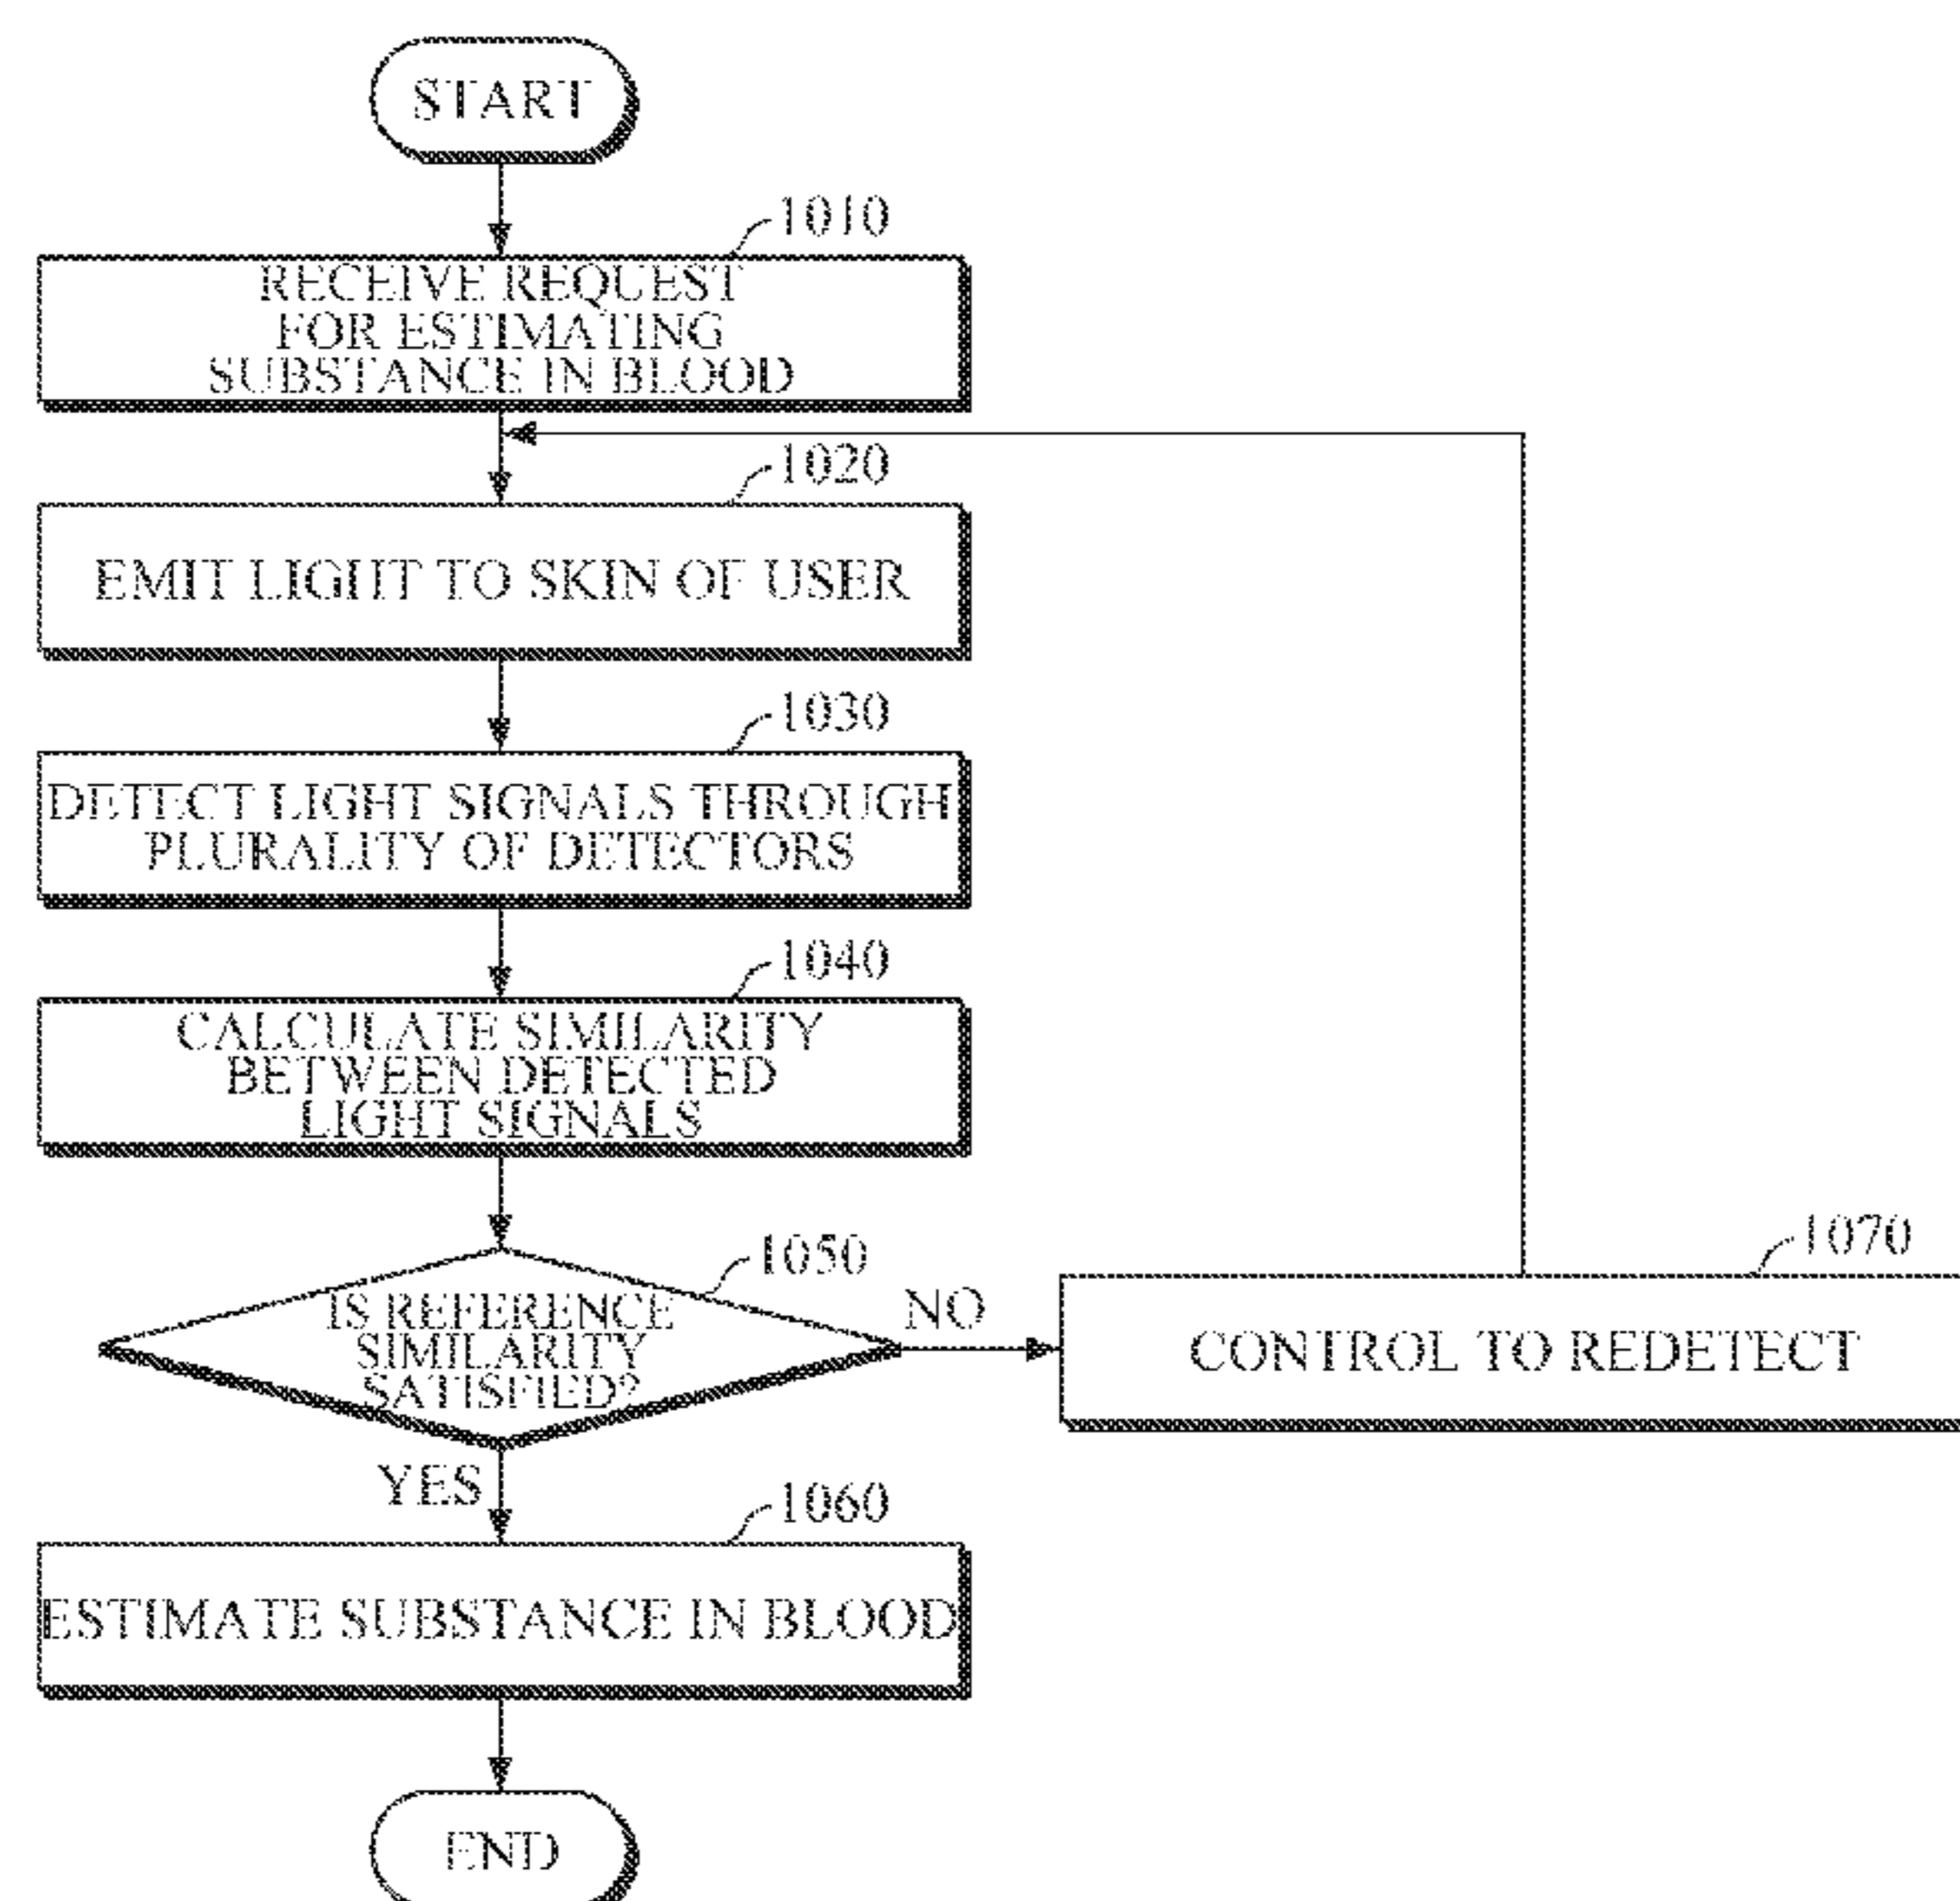 START
1010
RECEIVE REQUEST
FOR ESTIMATING
SUBSTANCE IN BLOOD
1020
EMIT LIGHT TO SKIN OF USER
1030
DETECT LIGHT SIGNALS THROUGH
PLURALITY OF DETECTORS
1040
CALCULATE SIMILARITY
BETWEEN DETECTED
LIGHT SIGNALS
1050
IS REFERENCE
SIMILARITY
SATISFIED?
NO
1070
CONTROL TO REDETECT
YES
1060
ESTIMATE SUBSTANCE IN BLOOD
END